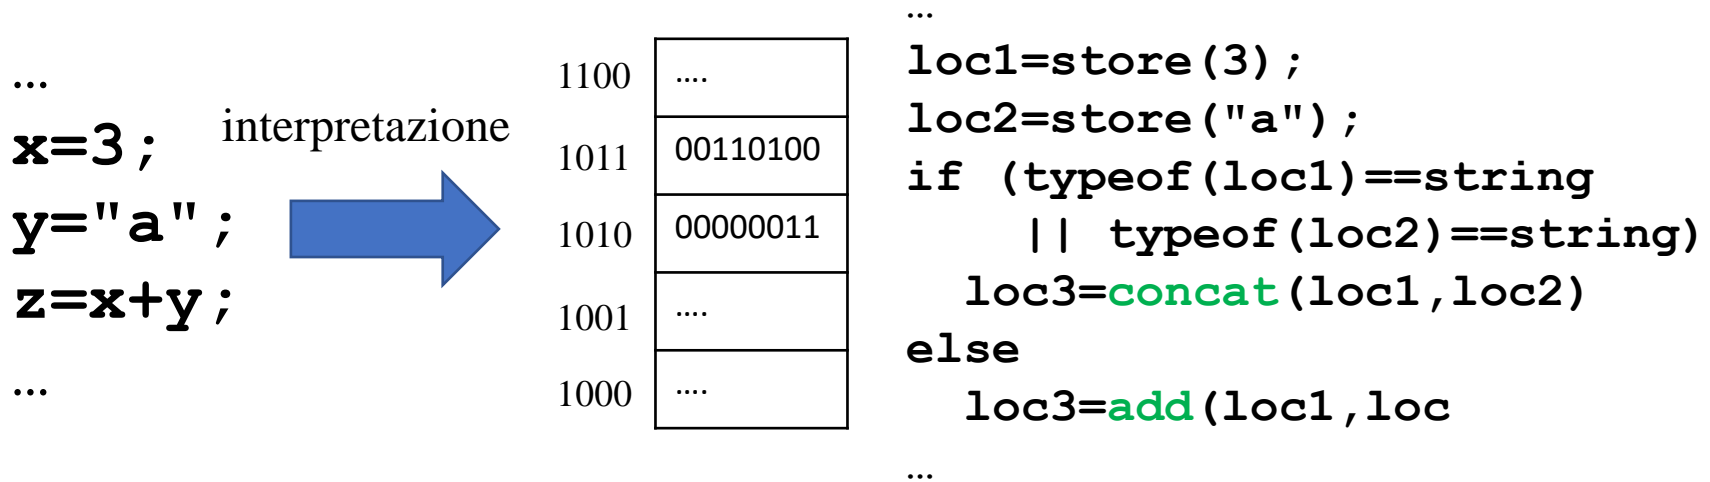 ...
x=3;
y="a";
z=x+y;
...
interpretazione
1100 ....
1011 00110100
1010 00000011
1001 ....
1000 ....
...
loc1=store(3);
loc2=store("a");
if (typeof(loc1)==string
|| typeof(loc2)==string)
loc3=concat(loc1,loc2)
else
loc3=add(loc1,loc
...